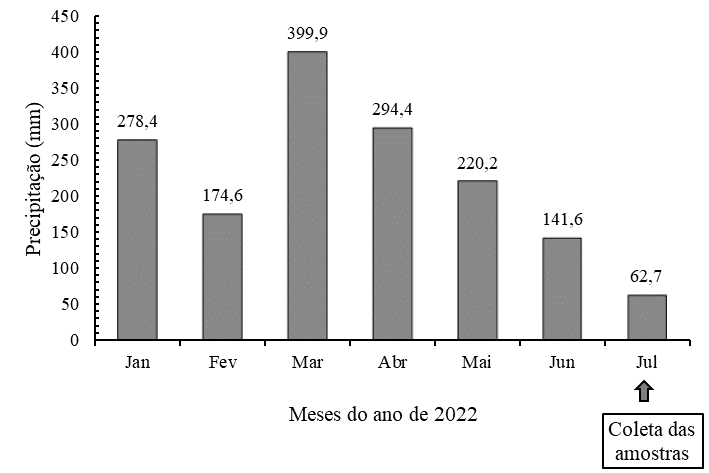 450
400
350
300
250
200
150
100
50
0
Precipitação (mm)
278,4
174,6
399,9
294,4
220,2
141,6
62,7
Jan
Fev
Mar
Abr
Mai
Jun
Jul
Meses do ano de 2022
Coleta das
amostras